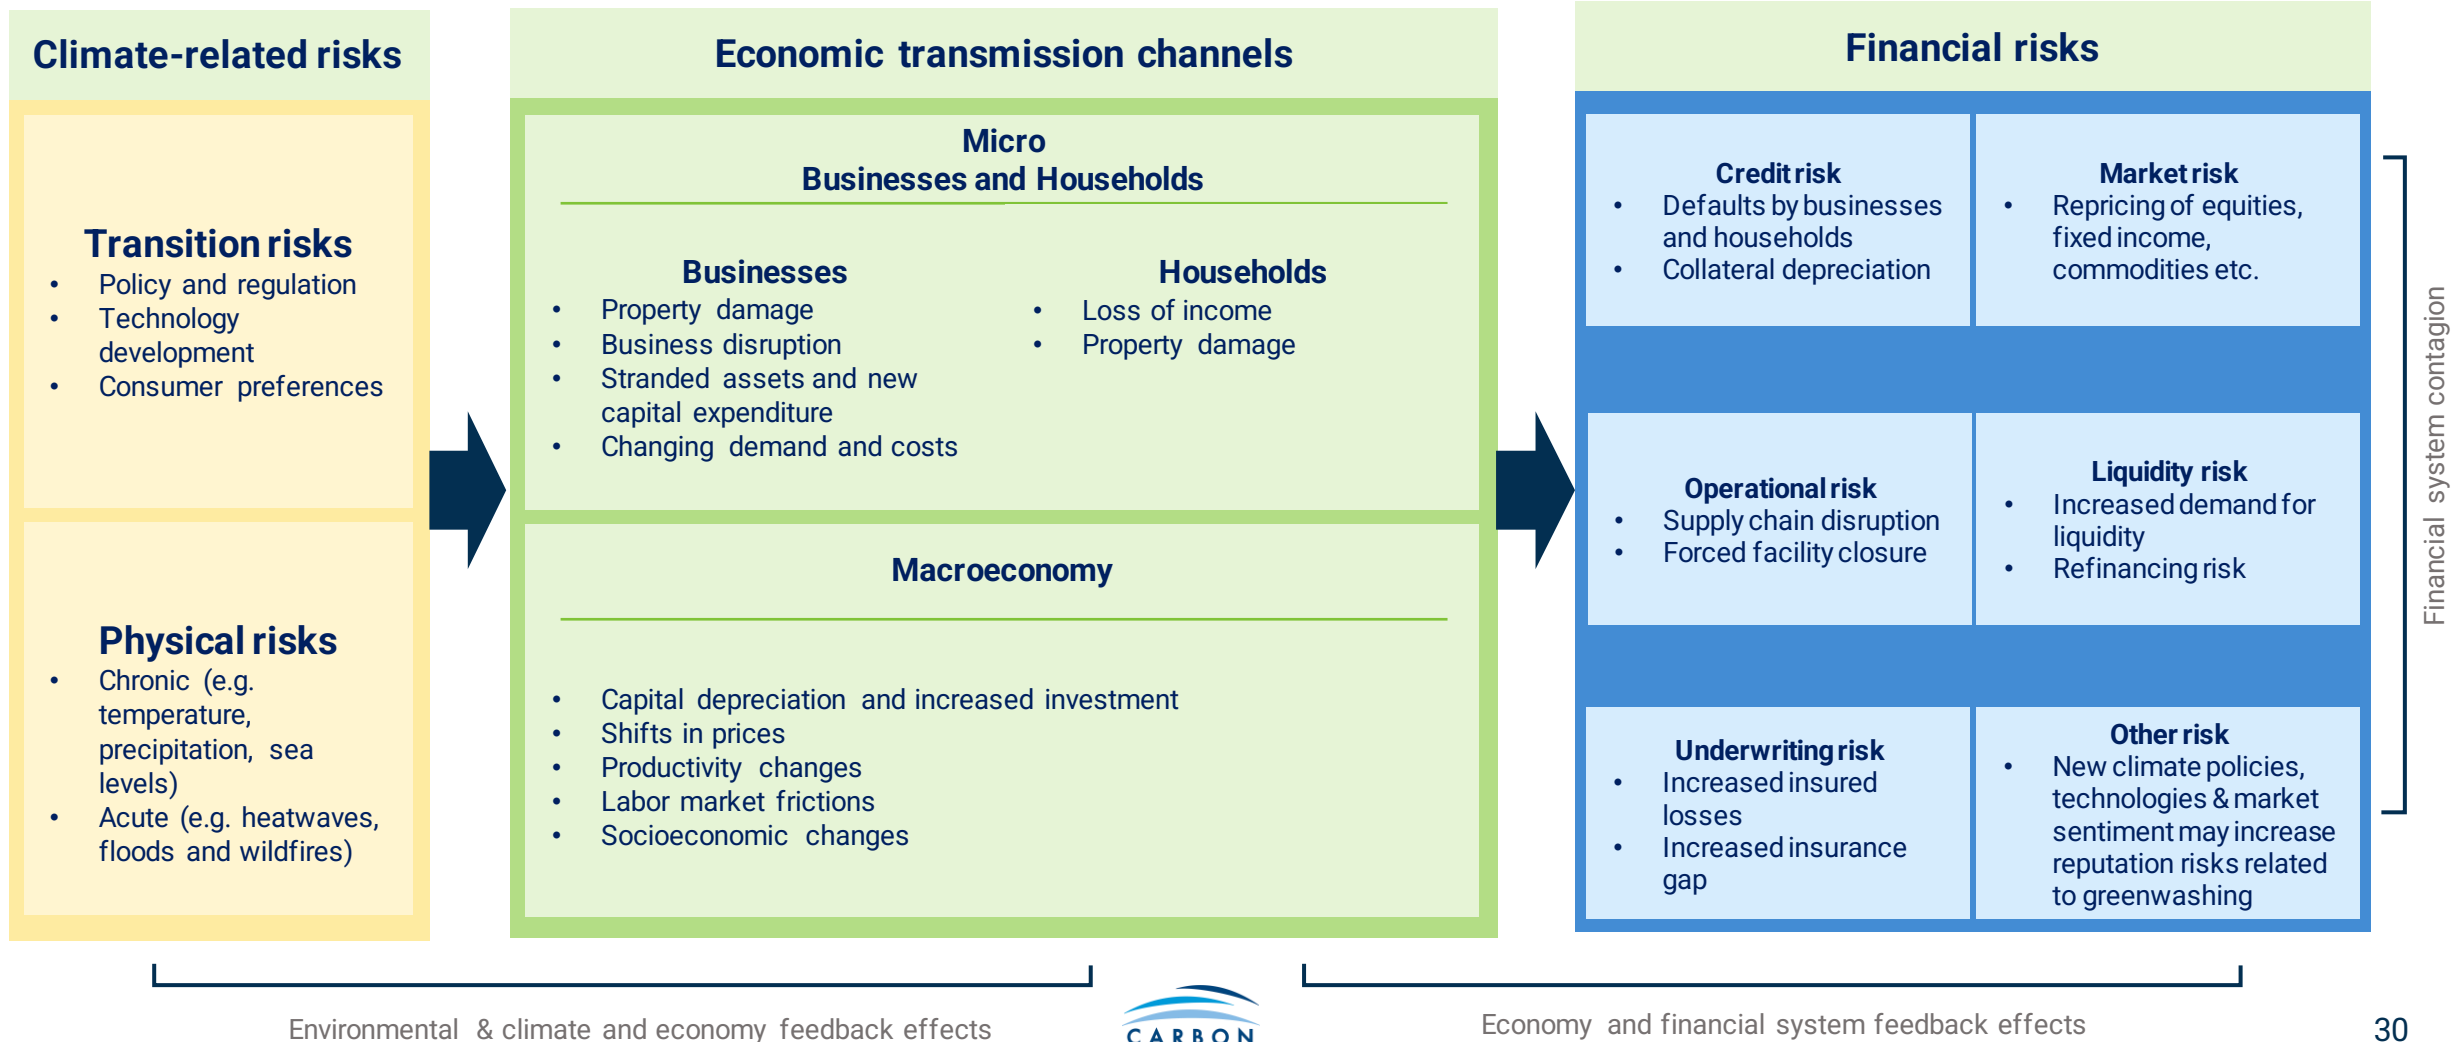 Climate-related risks
Transition risks
• Policy and regulation
• Technology
development
• Consumer preferences
Physical risks
• Chronic (e.g.
temperature,
precipitation, sea
levels)
• Acute (e.g. heatwaves,
floods and wildfires)
Economic transmission channels
Micro
Businesses and Households
Businesses
• Property damage
• Business disruption
• Stranded assets and new
capital expenditure
• Changing demand and costs
Households
• Loss of income
• Property damage
Macroeconomy
• Capital depreciation and increased investment
• Shifts in prices
• Productivity changes
• Labor market frictions
• Socioeconomic changes
Financial risks
Credit risk
• Defaults by businesses
and households
• Collateral depreciation
Market risk
• Repricing of equities,
fixed income,
commodities etc.
Operational risk
• Supply chain disruption
• Forced facility closure
Liquidity risk
• Increased demand for
liquidity
• Refinancing risk
Underwriting risk
• Increased insured
losses
• Increased insurance
gap
Other risk
• New climate policies,
technologies & market
sentiment may increase
reputation risks related
to greenwashing
Financial system contagion
Environmental & climate and economy feedback effects
CARBON
Economy and financial system feedback effects
30